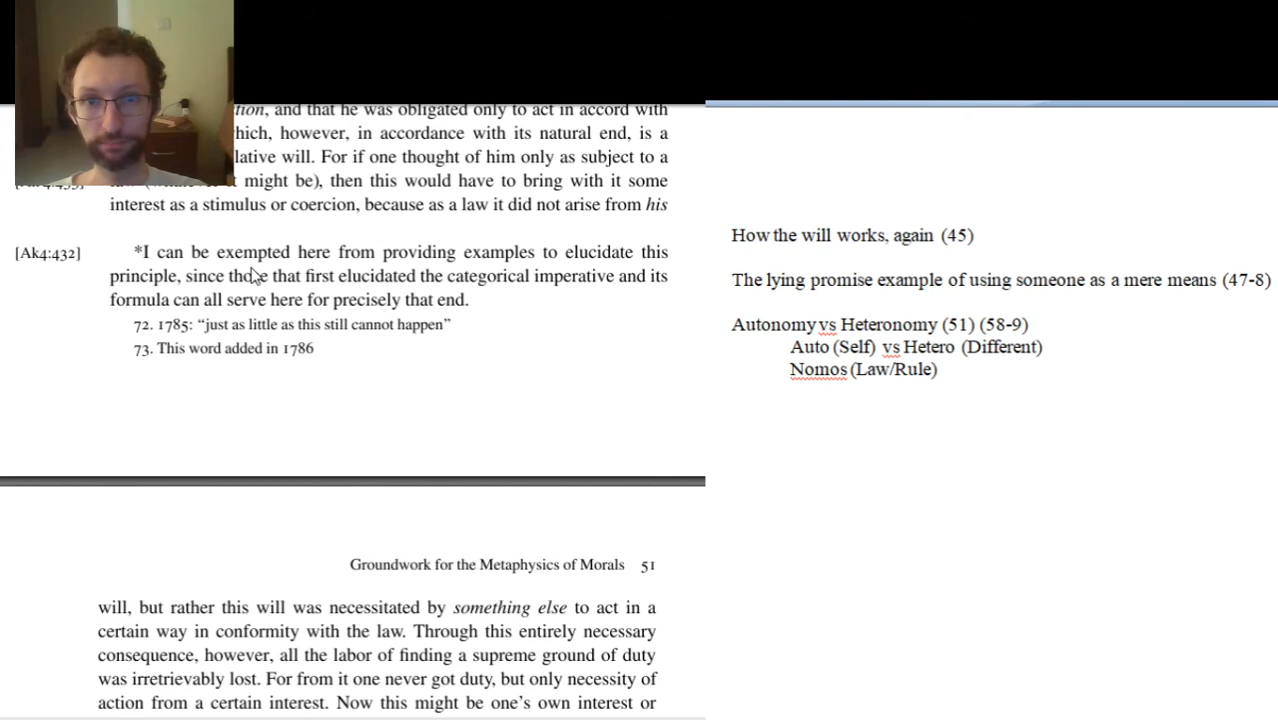 tion, and that he was obligated only to act in accord with
hich, however, in accordance with its natural end, is a
lative will. For if one thought of him only as subject to a
might be), then this would have to bring with it some
interest as a stimulus or coercion, because as a law it did not arise from his
[Ak4:432] *I can be exempted here from providing examples to elucidate this
principle, since those that first elucidated the categorical imperative and its
formula can all serve here for precisely that end.
72. 1785: “just as little as this still cannot happen”
73. This word added in 1786
Groundwork for the Metaphysics of Morals 51
will, but rather this will was necessitated by something else to act in a
certain way in conformity with the law. Through this entirely necessary
consequence, however, all the labor of finding a supreme ground of duty
was irretrievably lost. For from it one never got duty, but only necessity of
action from a certain interest. Now this might be one’s own interest or
How the will works, again (45)
The lying promise example of using someone as a mere means (47-8)
Autonomy vs Heteronomy (51) (58-9)
Auto (Self) vs Hetero (Different)
Nomos (Law/Rule)